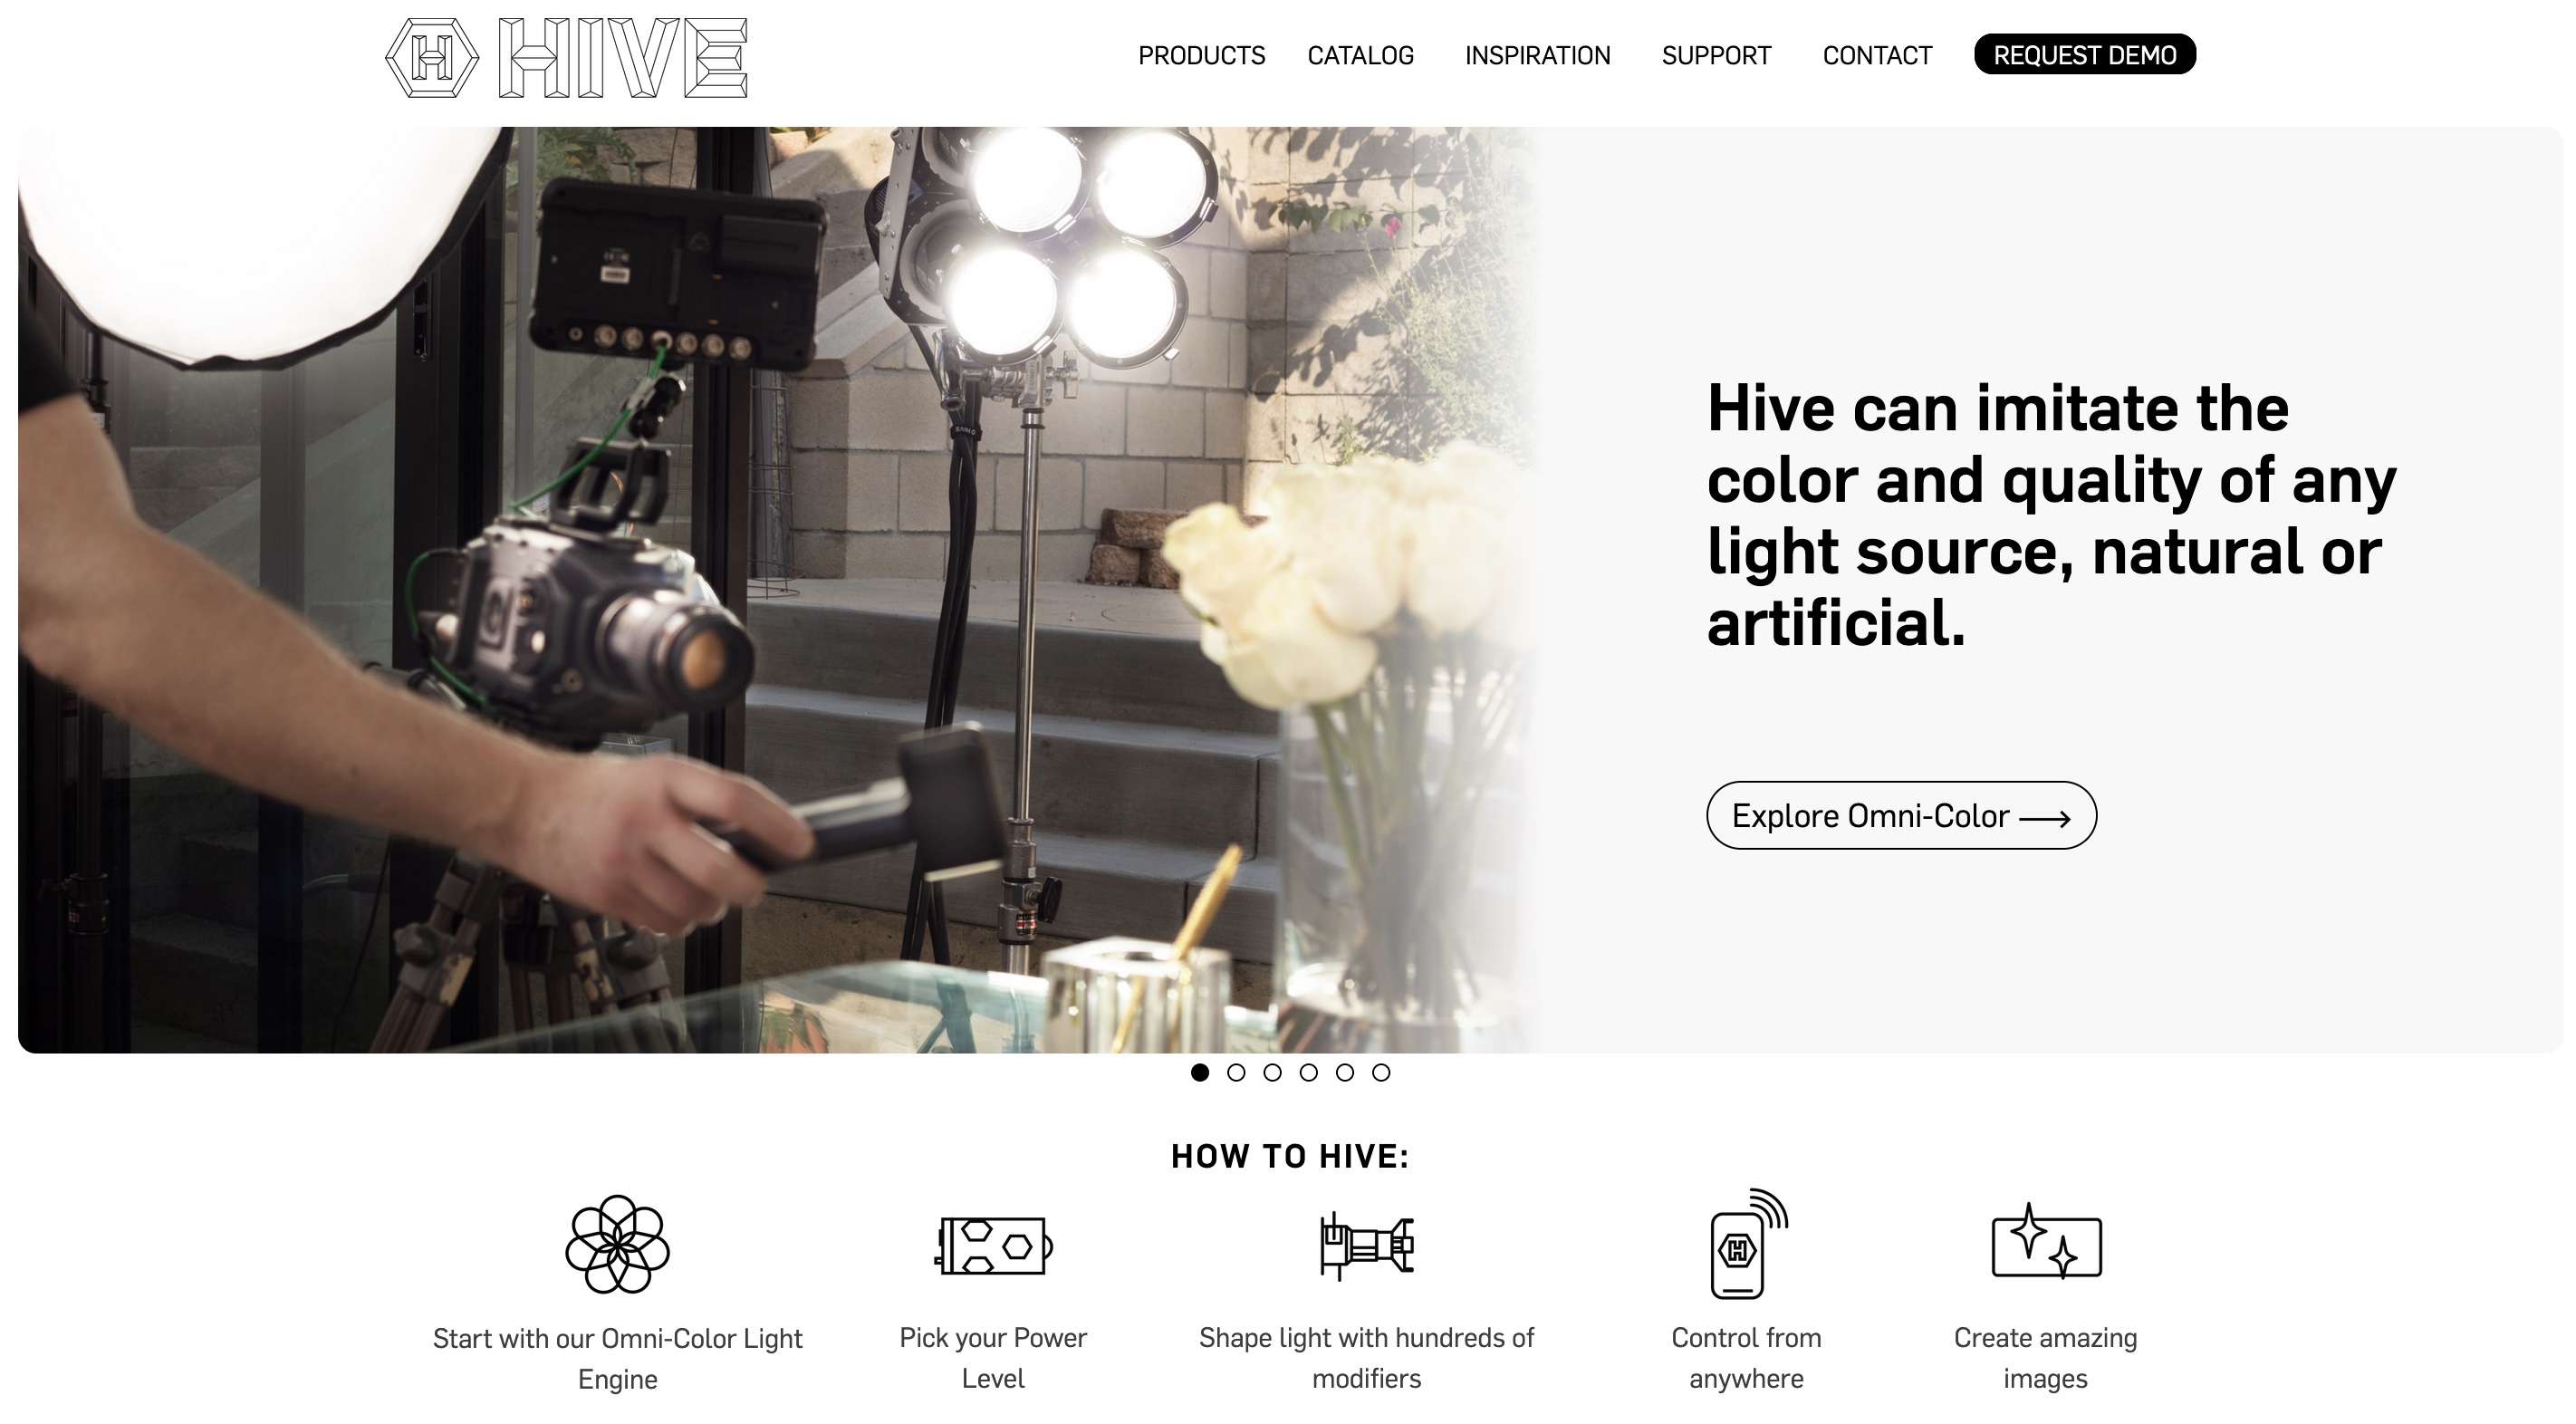 HIVE
PRODUCTS CATALOG INSPIRATION SUPPORT CONTACT REQUEST DEMO
Hive can imitate the
color and quality of any
light source, natural or
artificial.
Explore Omni-Color
HOW TO HIVE:
Start with our Omni-Color Light
Engine
Pick your Power
Level
Shape light with hundreds of
modifiers
Control from
anywhere
Create amazing
images